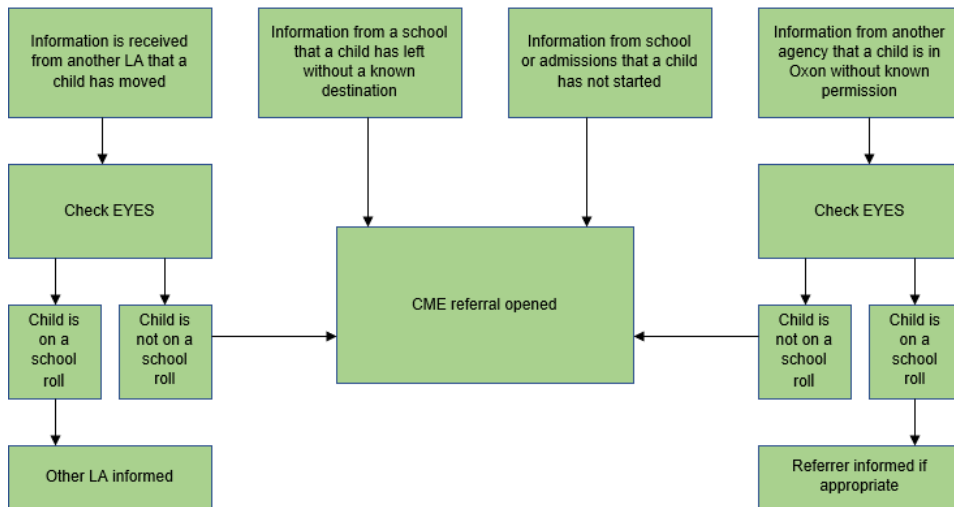 Information is received
from another LA that a
child has moved
Information from a school
that a child has left
without a known
destination
Information from school
or admissions that a child
has not started
Information from another
agency that a child is in
Oxon without known
permission
Check EYES
Check EYES
CME referral opened
Child is
on a
school
roll
Child is
not on a
school
roll
Child is
not on a
school
roll
Child is
on a
school
roll
Other LA informed
Referrer informed if
appropriate